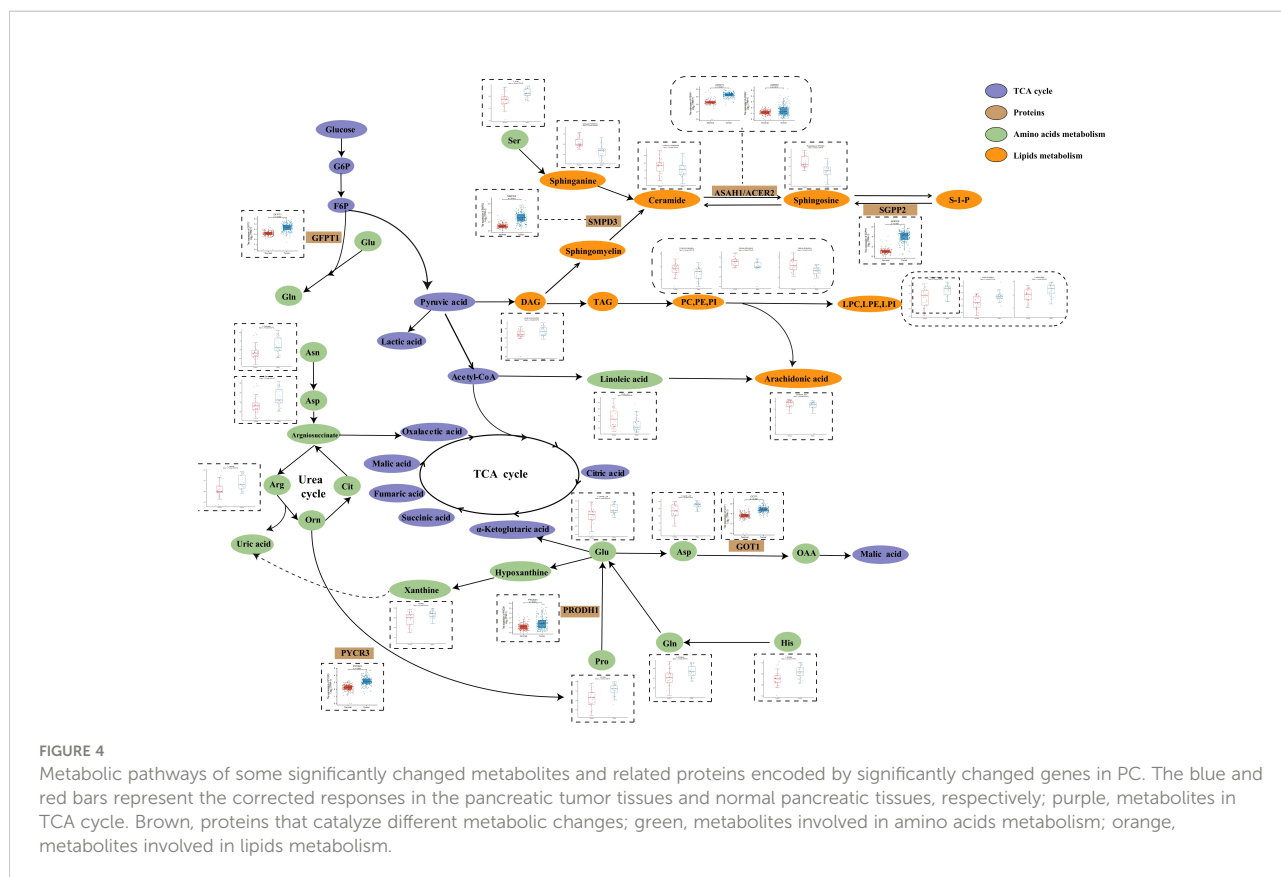 TCA cycle
Proteins
Amino acids metabolism
Lipids metabolism
Glucose
G6P
F6P
GFPT1
Glu
Gln
Ser
Sphinganine
Ceramide
ASAH1/ACER2
Sphingosine
S-1-P
SGPP2
SMPD3
Sphingomyelin
Pyruvic acid
DAG
TAG
PC,PE,PI
LPC,LPE,LPI
Lactic acid
Acetyl-CoA
Linoleic acid
Arachidonic acid
Asn
Asp
Argniosuccinate
Oxalacetic acid
Malic acid
TCA cycle
Citric acid
Fumaric acid
Succinic acid
α-Ketoglutaric acid
Arg
Urea
cycle
Cit
Orn
Uric acid
Glu
Asp
GOT1
OAA
Malic acid
Hypoxanthine
Xanthine
PRODH1
Gln
His
Pro
PYCR3
FIGURE 4
Metabolic pathways of some significantly changed metabolites and related proteins encoded by significantly changed genes in PC. The blue and
red bars represent the corrected responses in the pancreatic tumor tissues and normal pancreatic tissues, respectively; purple, metabolites in
TCA cycle. Brown, proteins that catalyze different metabolic changes; green, metabolites involved in amino acids metabolism; orange,
metabolites involved in lipids metabolism.